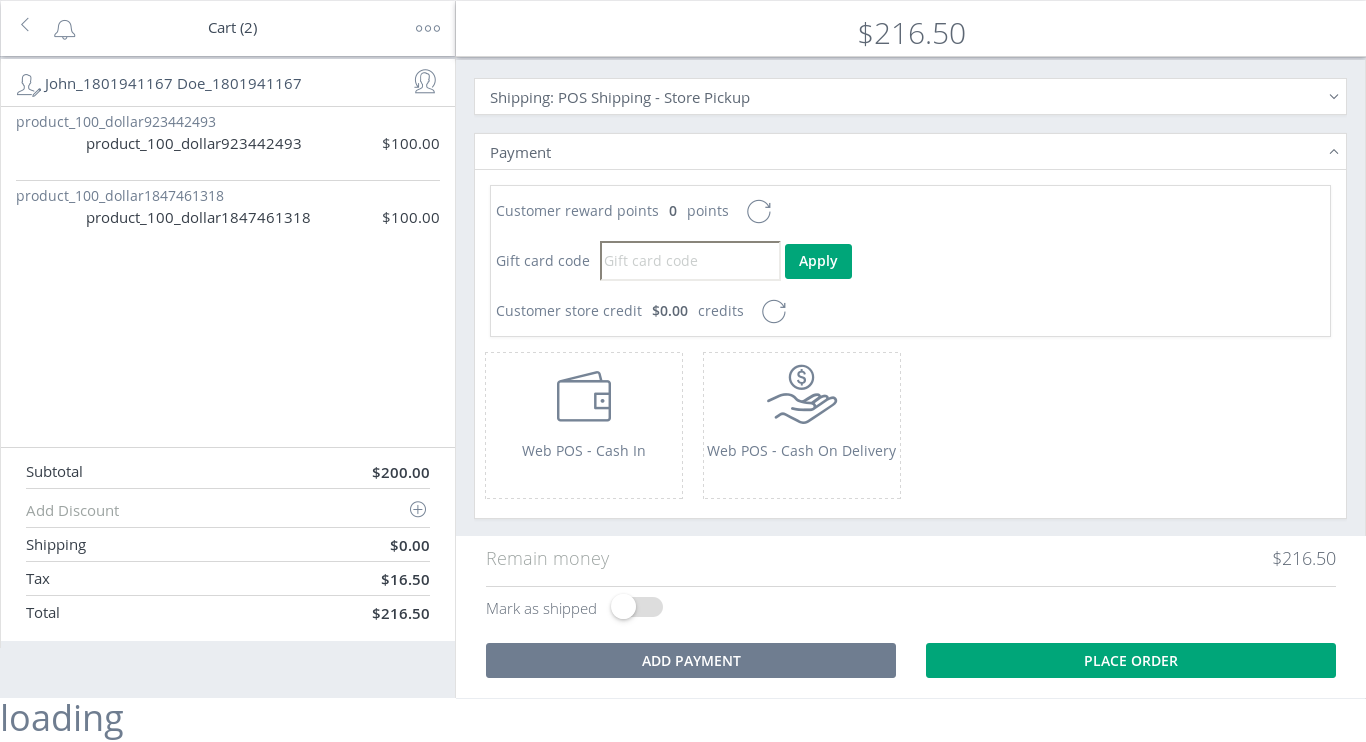 Cart (2)
John_1801941167 Doe_1801941167
product_100_dollar923442493
product_100_dollar923442493 $100.00
product_100_dollar1847461318
product_100_dollar1847461318 $100.00
Subtotal $200.00
Add Discount
Shipping $0.00
Tax $16.50
Total $216.50
$216.50
Shipping: POS Shipping - Store Pickup
Payment
Customer reward points 0 points
Gift card code Gift card code Apply
Customer store credit $0.00 credits
$
Web POS - Cash In Web POS - Cash On Delivery
Remain money $216.50
Mark as shipped
ADD PAYMENT PLACE ORDER
loading